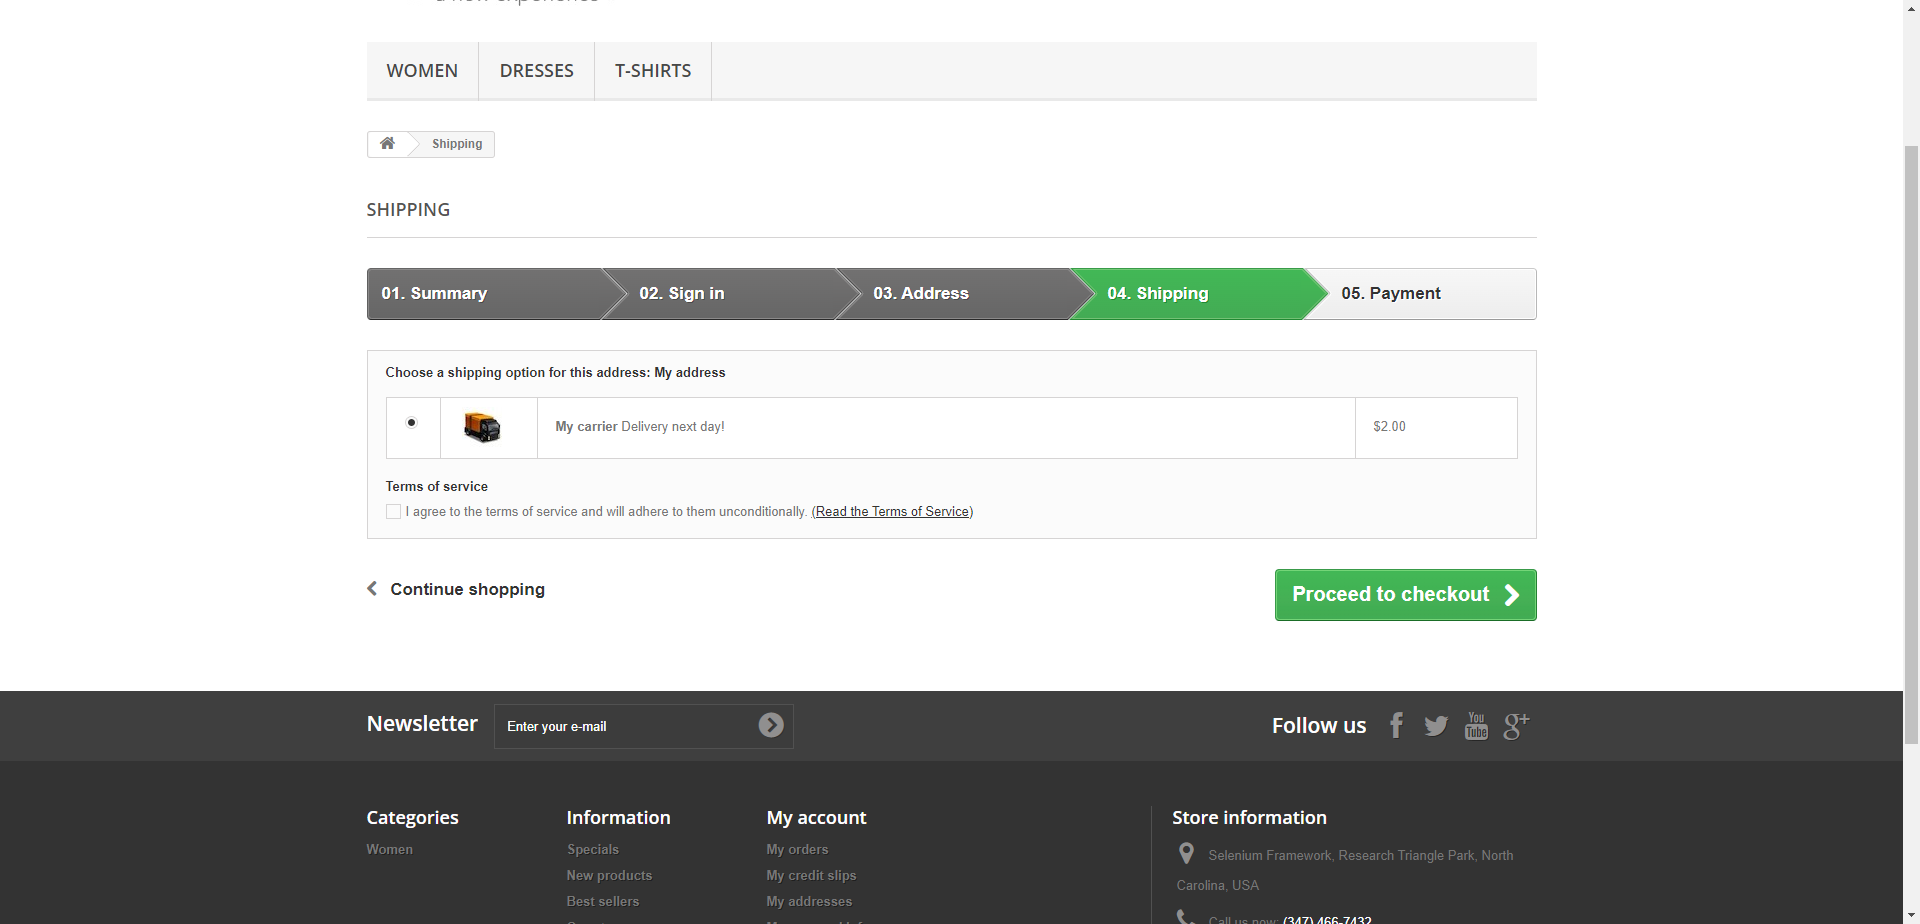 a new experience
WOMEN DRESSES T-SHIRTS
Shipping
SHIPPING
01. Summary 02. Sign in 03. Address 04. Shipping 05. Payment
Choose a shipping option for this address: My address
My carrier Delivery next day! $2.00
Terms of service
I agree to the terms of service and will adhere to them unconditionally. (Read the Terms of Service)
Continue shopping
Proceed to checkout
Newsletter Enter your e-mail
Follow us You Tube g+
Categories
Women
Information
Specials
New products
Best sellers
My account
My orders
My credit slips
My addresses
Store information
Selenium Framework, Research Triangle Park, North
Carolina, USA
Call us now: (347) 466-7432